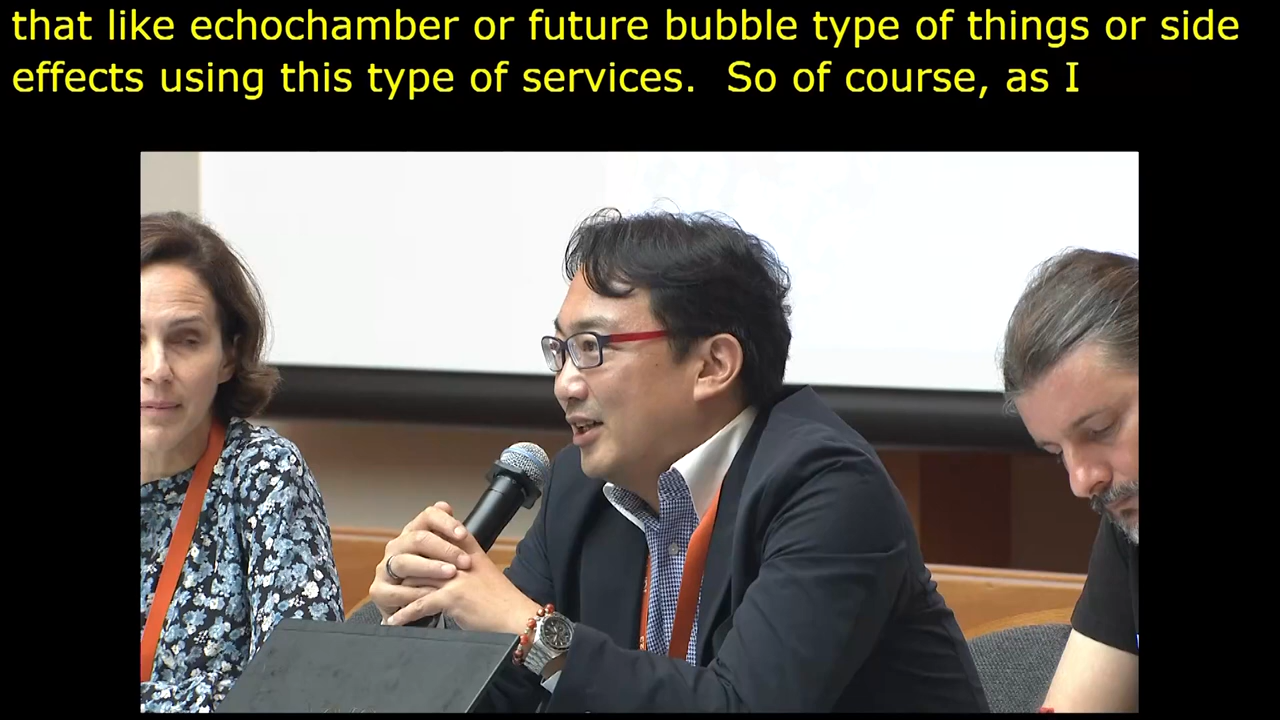 that like echochamber or future bubble type of things or side
effects using this type of services.  So of course, as I